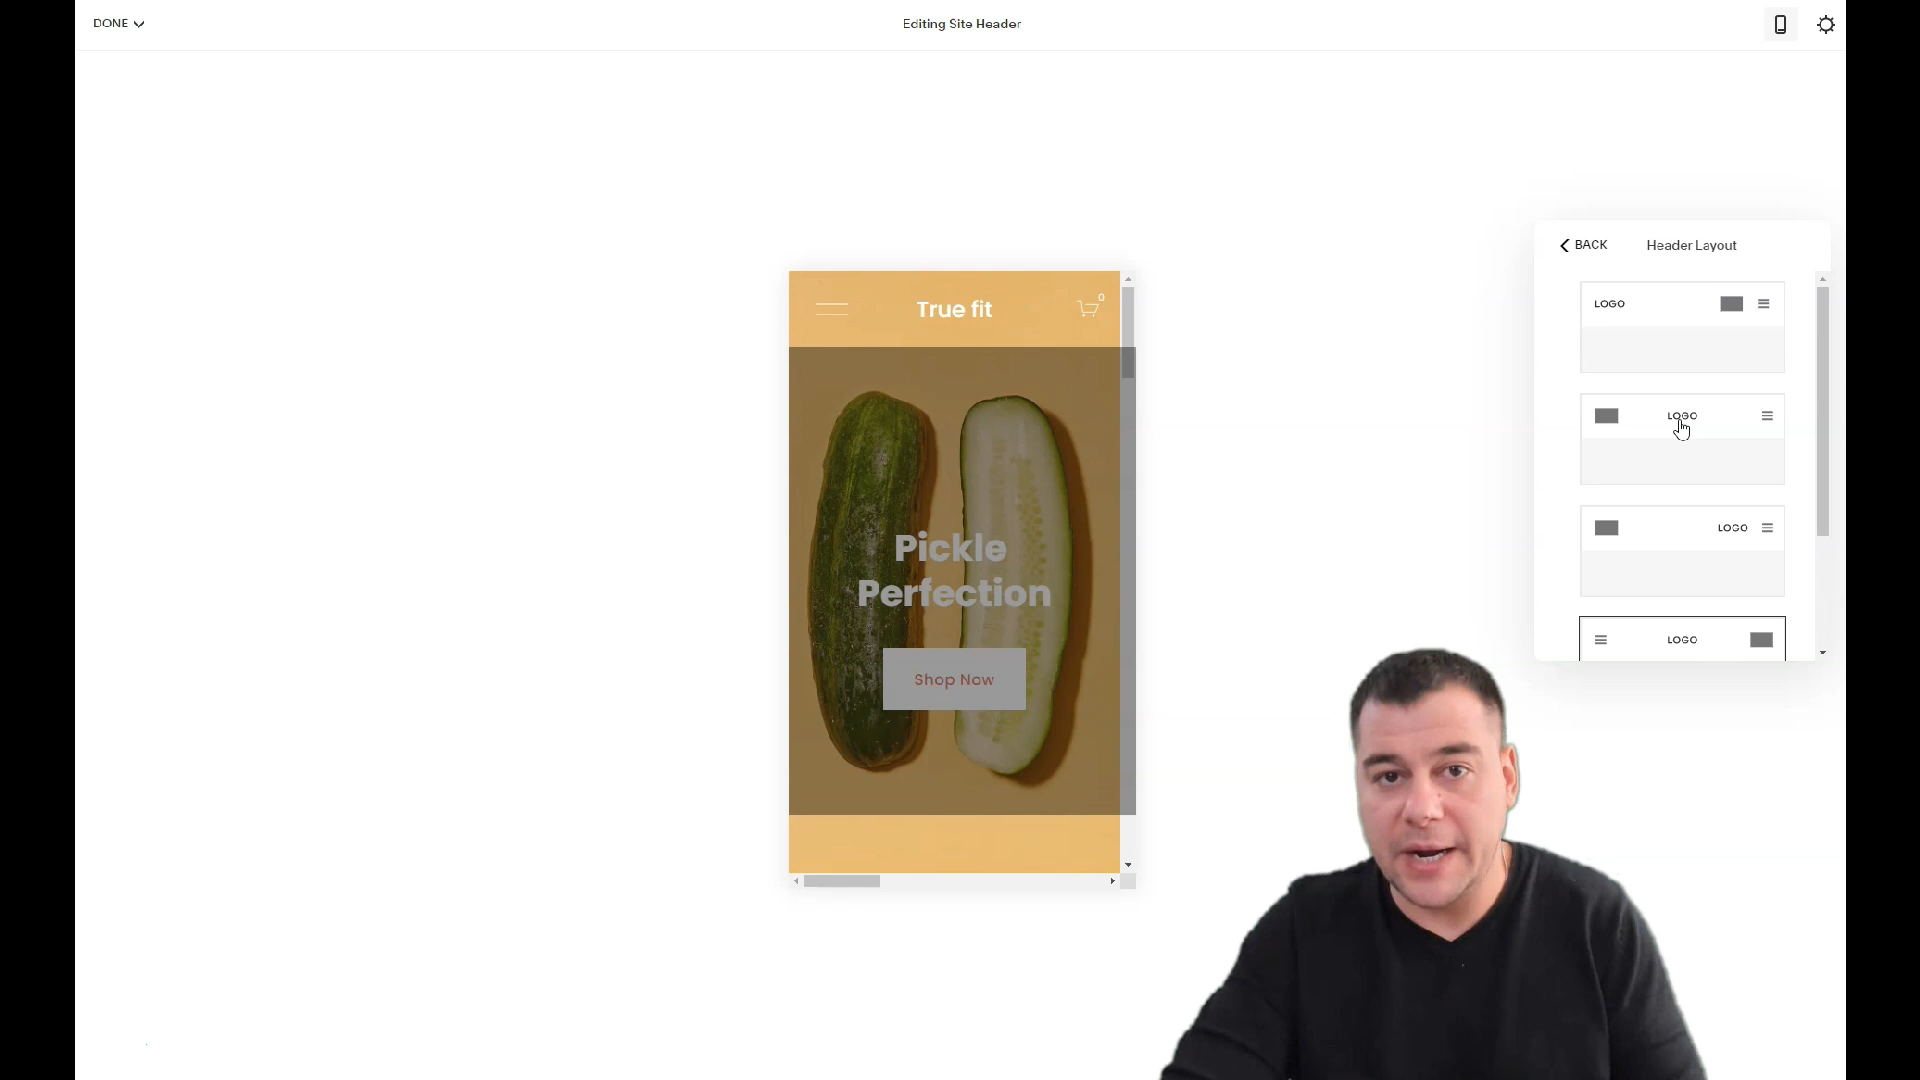 DONE
Editing Site Header
BACK
Header Layout
True fit
0
LOGO
LOGO
LOGO
LOGO
Pickle
Perfection
Shop Now